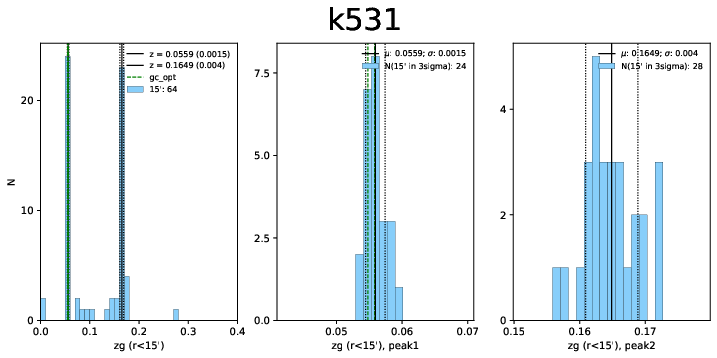 k531
z = 0.0559 (0.0015)
z = 0.1649 (0.004)
gc_opt
15': 64
N
20
10
0
0.0 0.1 0.2 0.3 0.4
zg (r<15')
μ: 0.0559; σ: 0.0015
N(15' in 3sigma): 24
7.5
5.0
2.5
0.0
0.05 0.06 0.07
zg (r<15'), peak1
μ: 0.1649; σ: 0.004
N(15' in 3sigma): 28
4
2
0
0.15 0.16 0.17
zg (r<15'), peak2